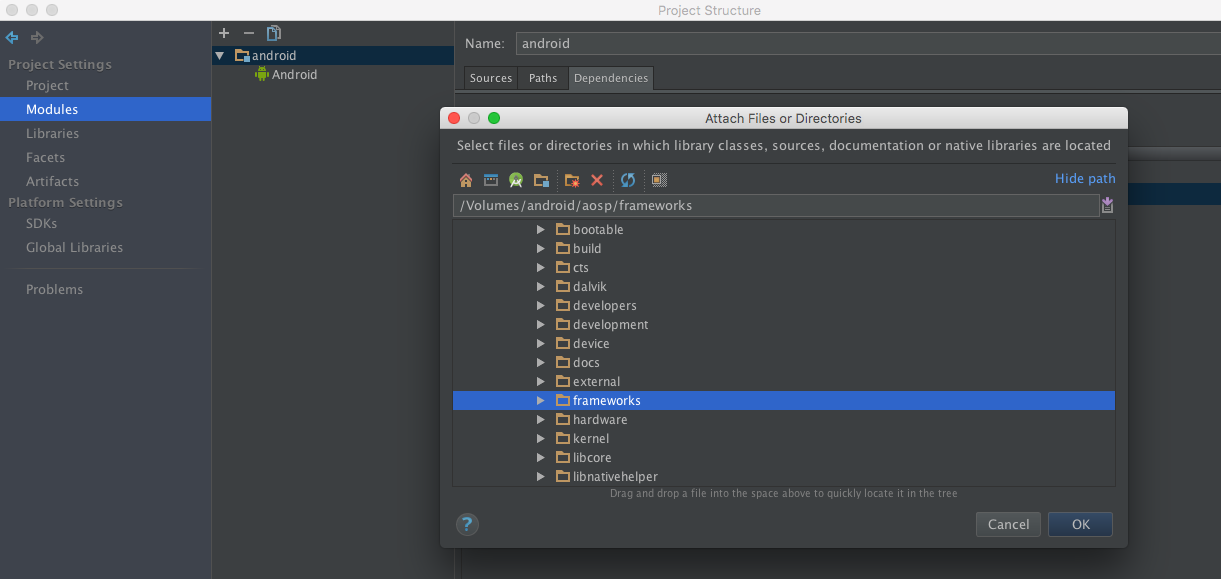 Project Structure
Project Settings
Project
Modules
Libraries
Facets
Artifacts
Platform Settings
SDKs
Global Libraries
Problems
android
Android
Name: android
Sources Paths Dependencies
Attach Files or Directories
Select files or directories in which library classes, sources, documentation or native libraries are located
Hide path
/Volumes/android/aosp/frameworks
bootable
build
cts
dalvik
developers
development
device
docs
external
frameworks
hardware
kernel
libcore
libnativehelper
Drag and drop a file into the space above to quickly locate it in the tree
? Cancel OK